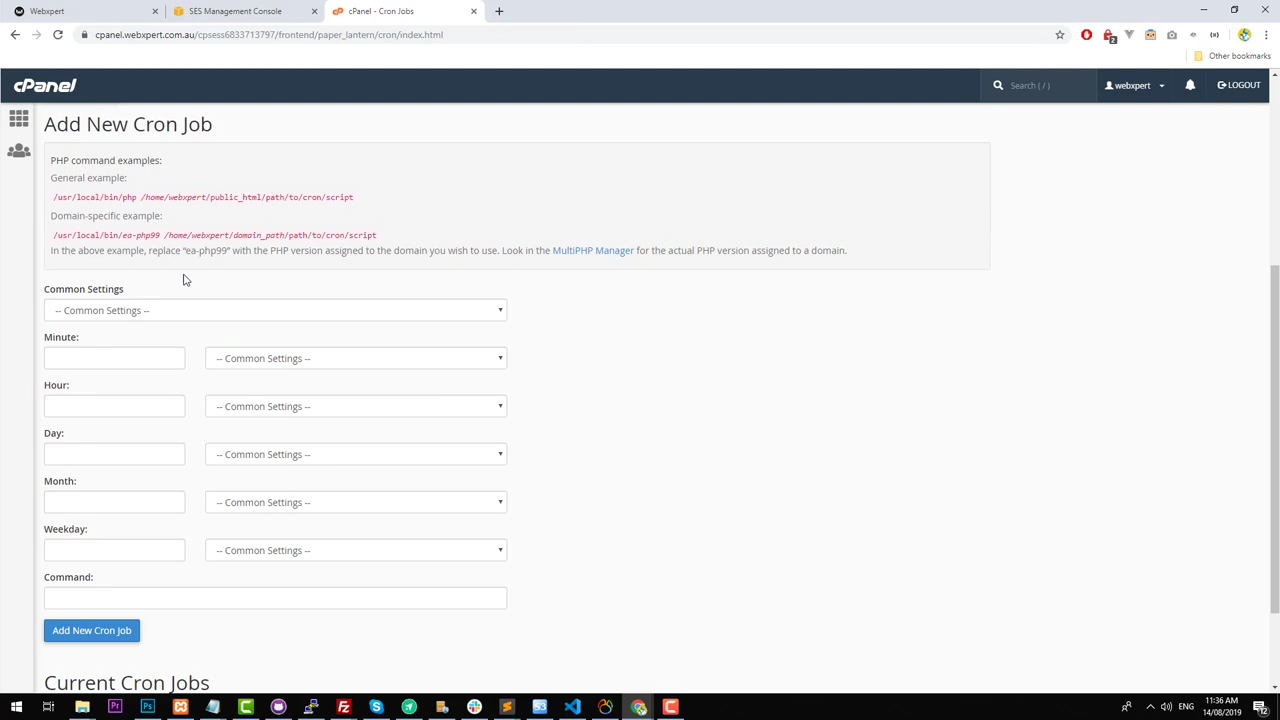 Webxpert
SES Management Console
cPanel - Cron Jobs
cpanel.webxpert.com.au/cpsess6833713797/frontend/paper_lantern/cron/index.html
2
Other bookmarks
cPanel
Search ( / )
webxpert
LOGOUT
Add New Cron Job
PHP command examples:
General example:
/usr/local/bin/php /home/webxpert/public_html/path/to/cron/script
Domain-specific example:
/usr/local/bin/ea-php99 /home/webxpert/domain_path/path/to/cron/script
In the above example, replace “ea-php99” with the PHP version assigned to the domain you wish to use. Look in the MultiPHP Manager for the actual PHP version assigned to a domain.
Common Settings
-- Common Settings --
Minute:
-- Common Settings --
Hour:
-- Common Settings --
Day:
-- Common Settings --
Month:
-- Common Settings --
Weekday:
-- Common Settings --
Command:
Add New Cron Job
Current Cron Jobs
Pr
Ps
ENG
11:36 AM
14/08/2019
12